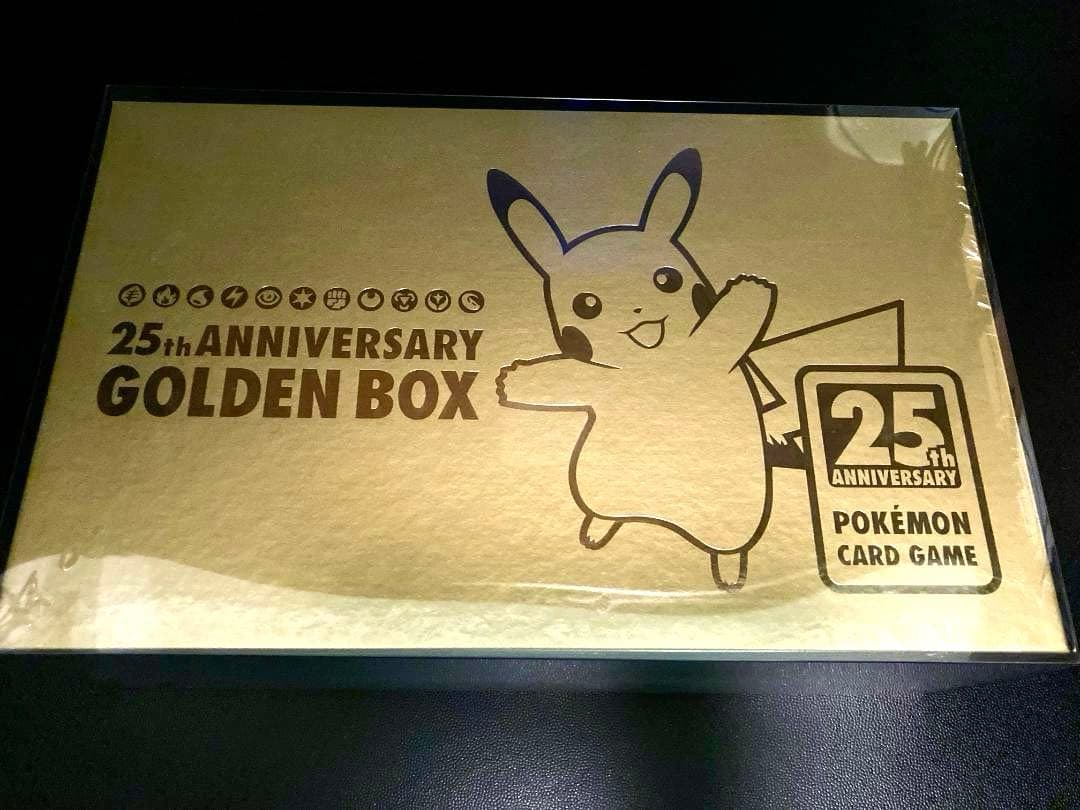 25th ANNIVERSARY
GOLDEN BOX
25th
ANNIVERSARY
POKÉMON
CARD GAME